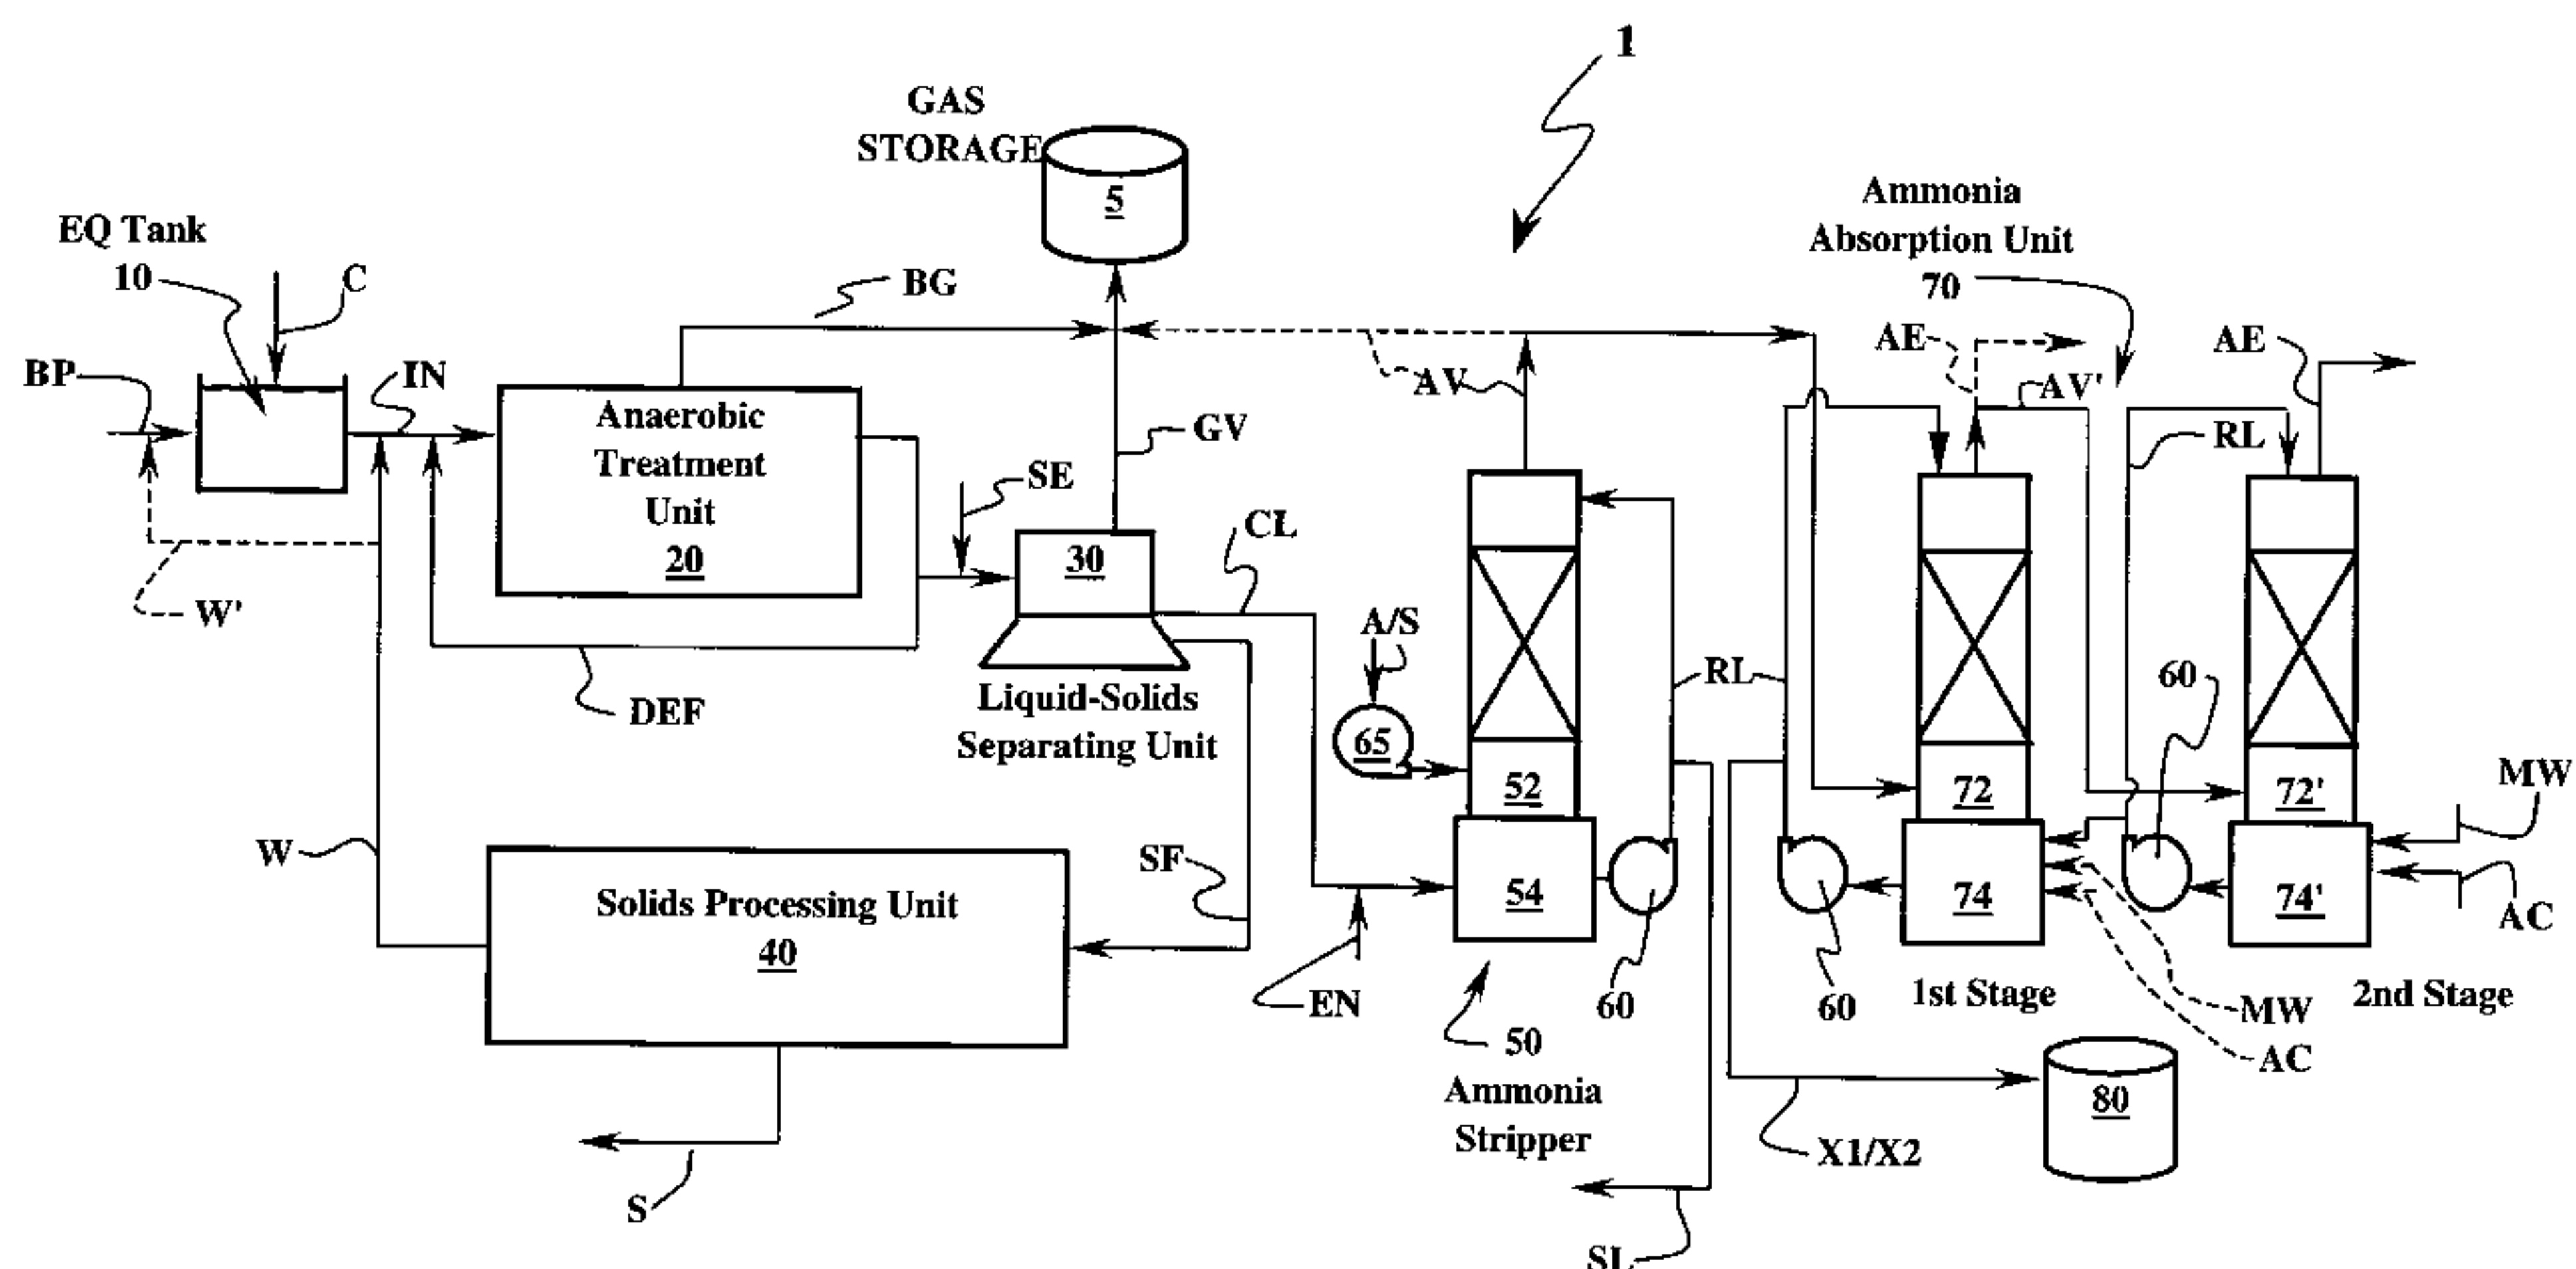 1
GAS
STORAGE
5
Ammonia
Absorption Unit
70
EQ Tank
10
C
BG
AE
AE
BP
IN
AV
AV'
GV
RL
Anaerobic
Treatment
Unit
20
SE
CL
30
W'
A/S
DEF
Liquid-Solids
Separating Unit
RL
60
65
52
72
72'
MW
W
SF
Solids Processing Unit
40
54
74
74'
AC
EN
60
60
1st Stage
2nd Stage
MW
50
AC
Ammonia
Stripper
80
X1/X2
S
SL